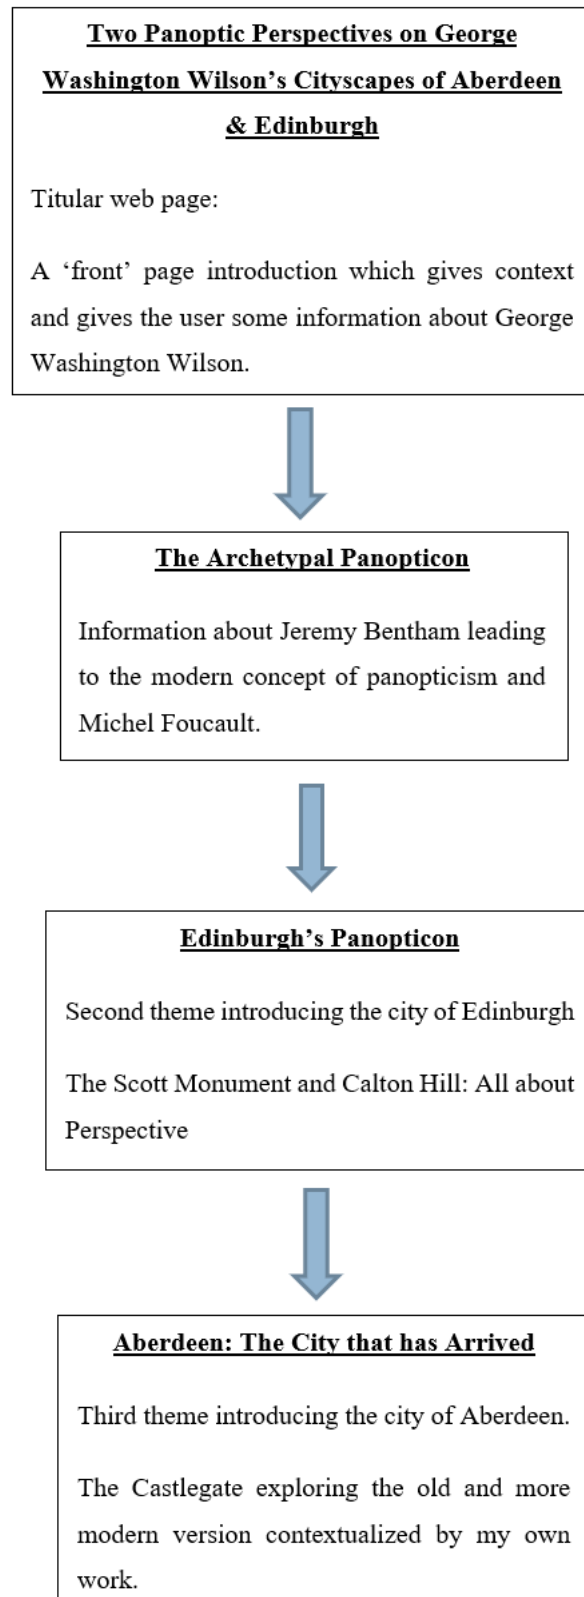 Two Panoptic Perspectives on George
Washington Wilson’s Cityscapes of Aberdeen
& Edinburgh
Titular web page:
A ‘front’ page introduction which gives context
and gives the user some information about George
Washington Wilson.
The Archetypal Panopticon
Information about Jeremy Bentham leading
to the modern concept of panopticism and
Michel Foucault.
Edinburgh’s Panopticon
Second theme introducing the city of Edinburgh
The Scott Monument and Calton Hill: All about
Perspective
Aberdeen: The City that has Arrived
Third theme introducing the city of Aberdeen.
The Castlegate exploring the old and more
modern version contextualized by my own
work.